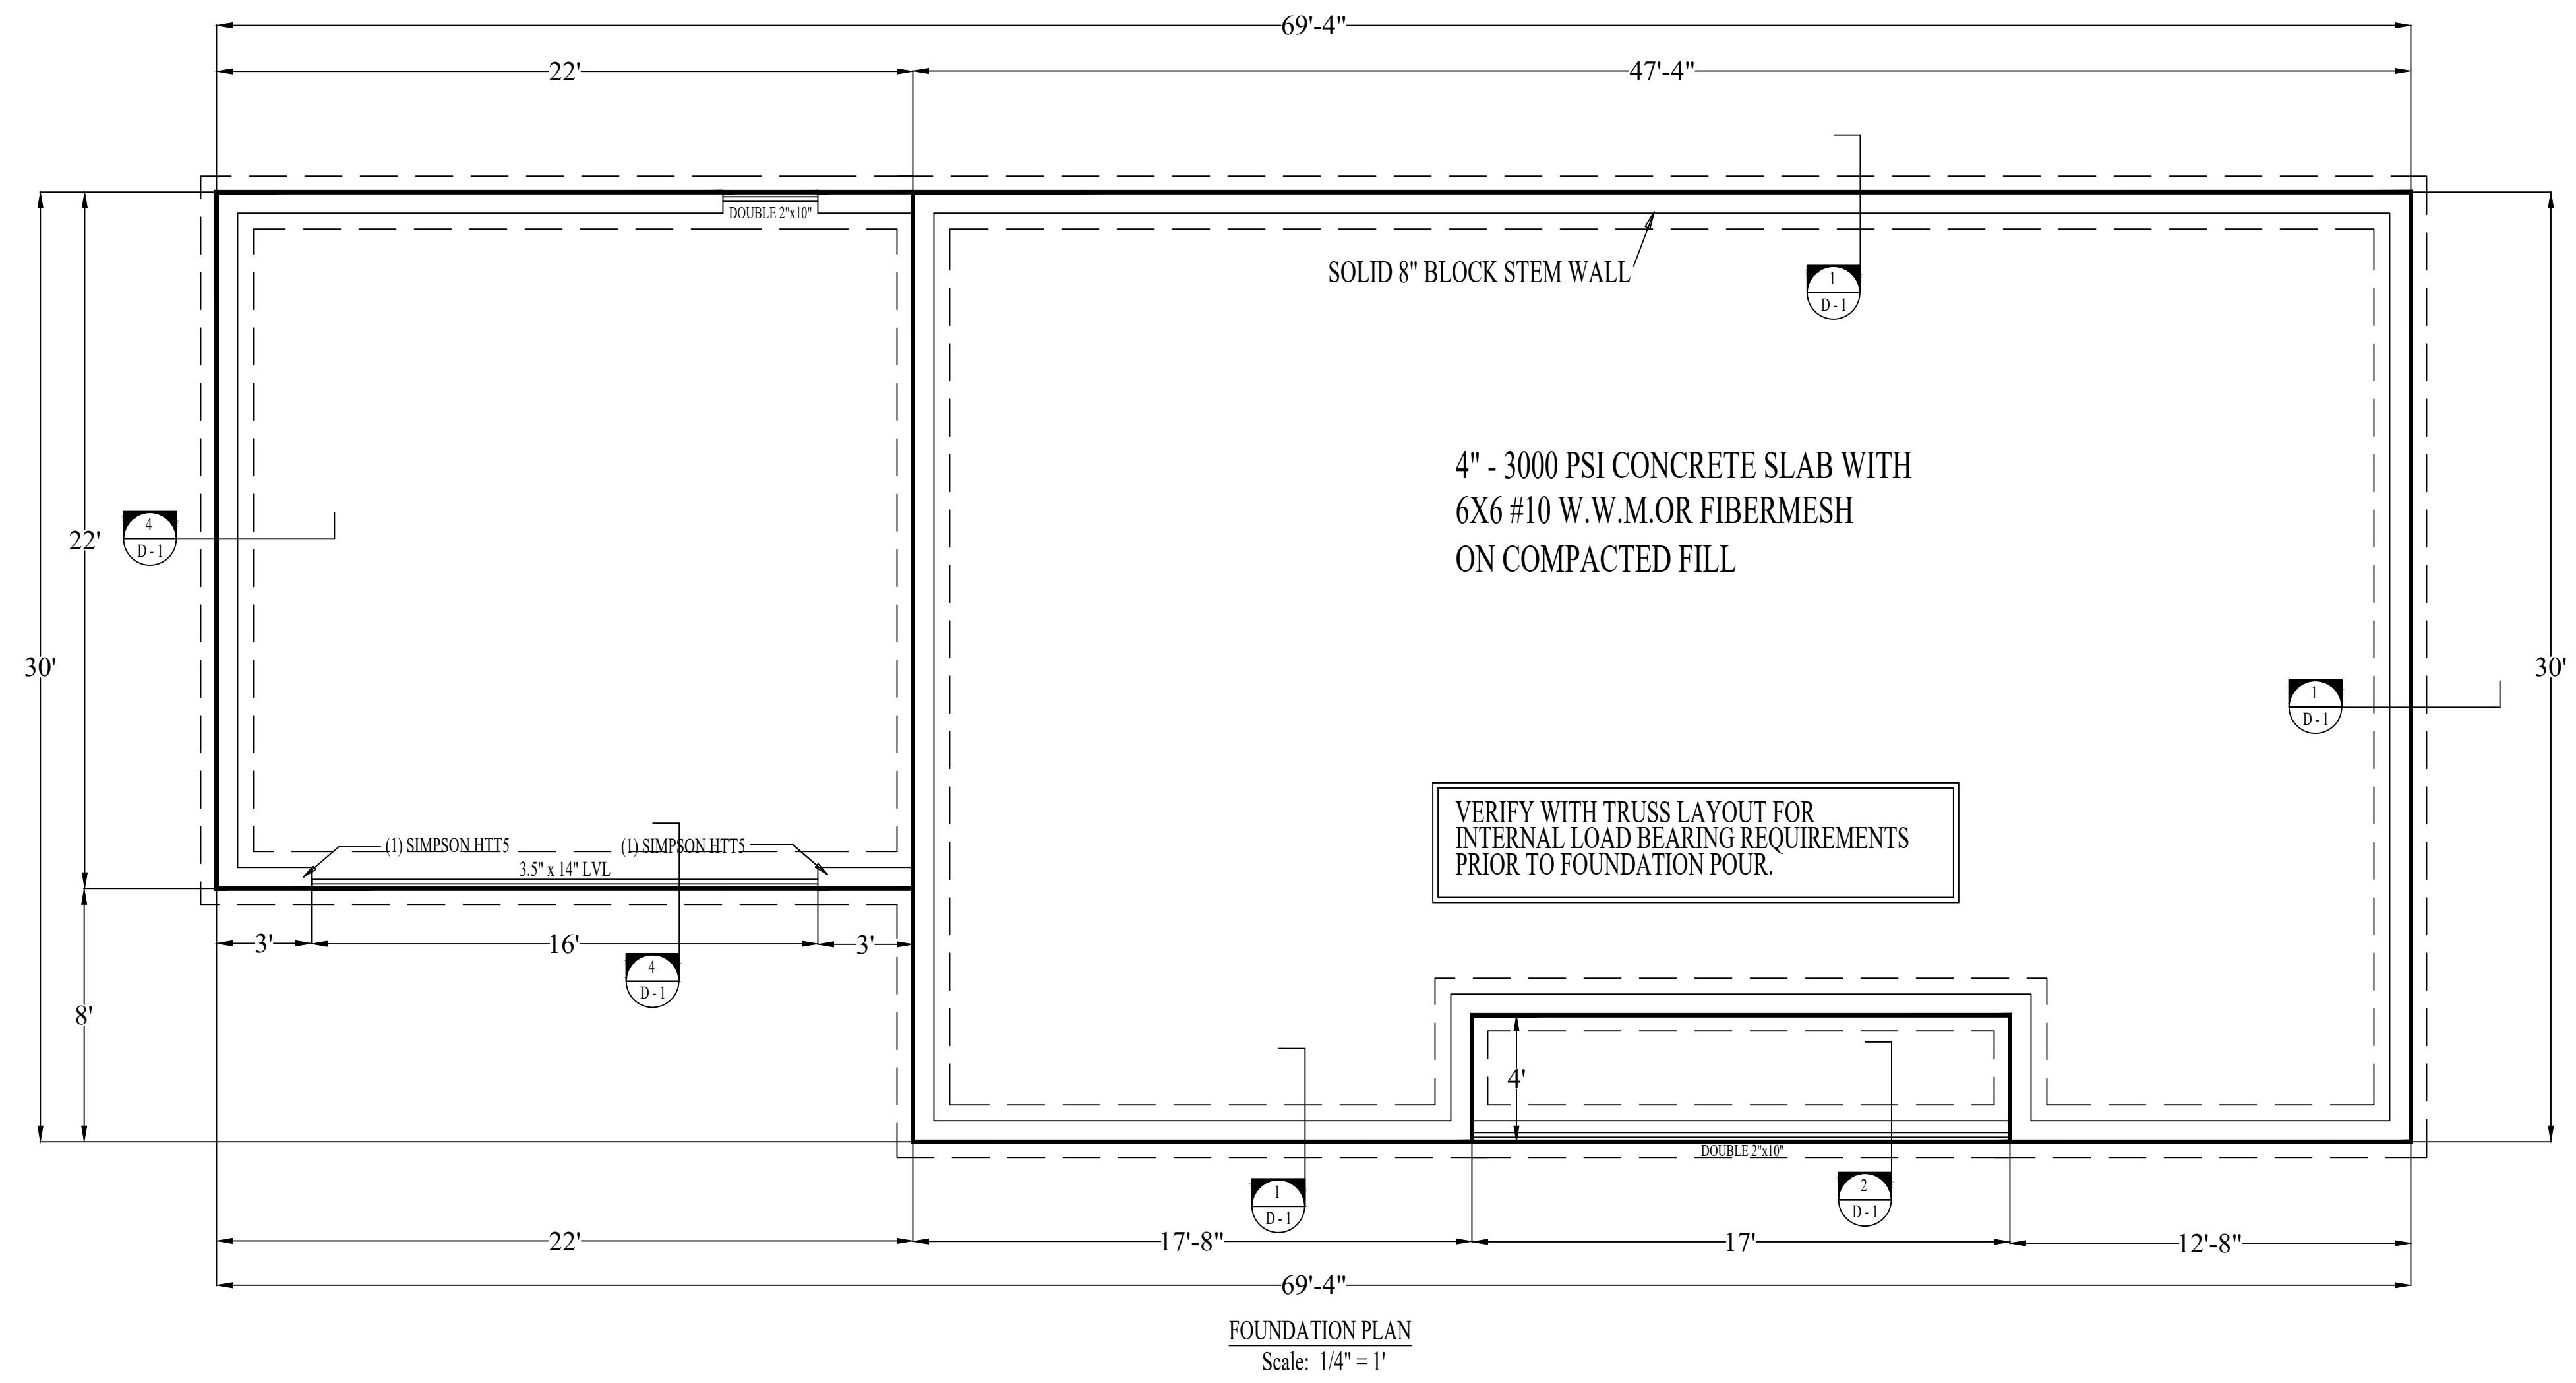 69'-4"
22'
47'-4"
DOUBLE 2"x10"
SOLID 8" BLOCK STEM WALL
1
D - 1
4" - 3000 PSI CONCRETE SLAB WITH
6X6 #10 W.W.M.OR FIBERMESH
ON COMPACTED FILL
4
D - 1
22'
30'
30'
1
D - 1
VERIFY WITH TRUSS LAYOUT FOR
INTERNAL LOAD BEARING REQUIREMENTS
PRIOR TO FOUNDATION POUR.
(1) SIMPSON HTT5
(1) SIMPSON HTT5
3.5" x 14" LVL
3'
16'
3'
4
D - 1
8'
4'
DOUBLE 2"x10"
1
D - 1
2
D - 1
22'
17'-8"
17'
12'-8"
69'-4"
FOUNDATION PLAN
Scale: 1/4" = 1'